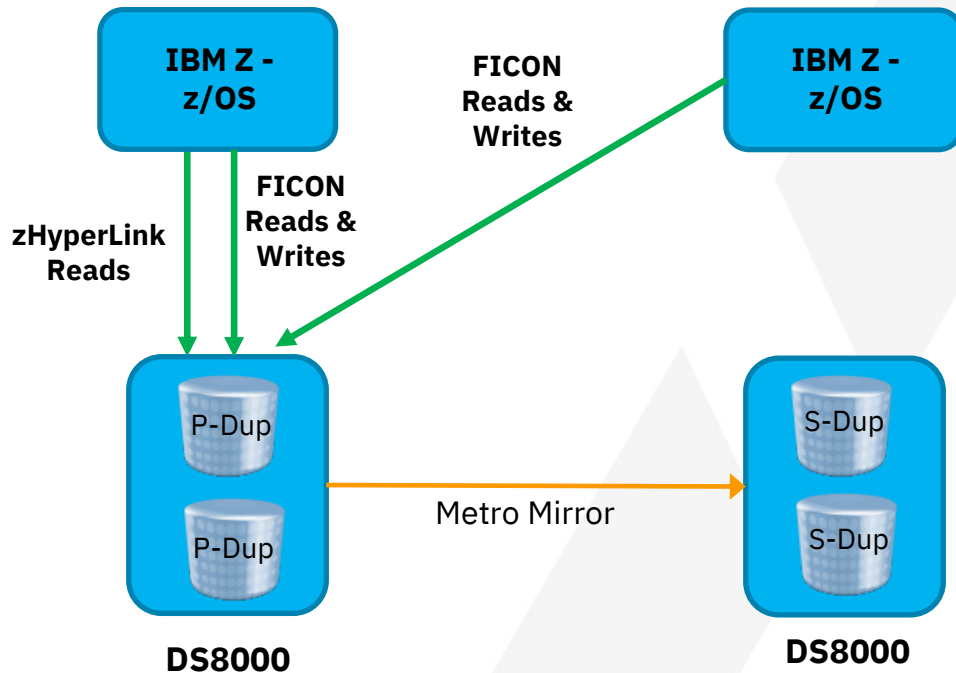 IBM Z -
z/OS
FICON
Reads &
Writes
IBM Z -
z/OS
zHyperLink
Reads
FICON
Reads &
Writes
P-Dup
P-Dup
Metro Mirror
S-Dup
S-Dup
DS8000
DS8000